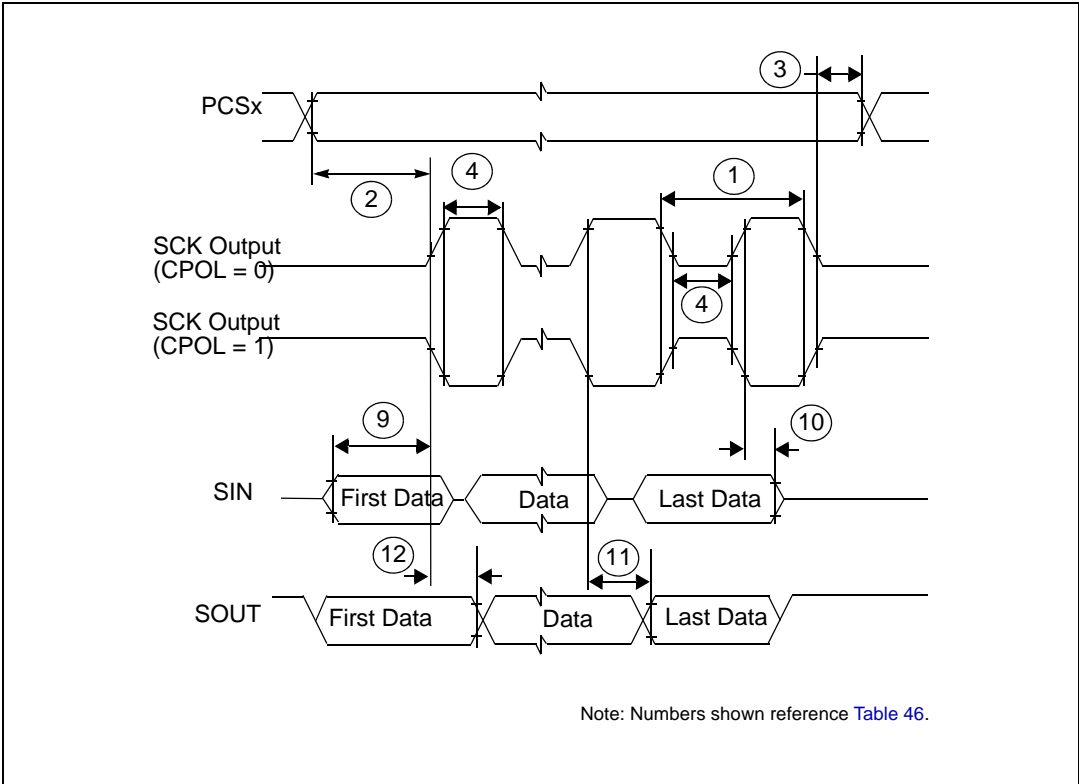 3
PCSx
4
1
2
SCK Output
(CPOL = 0)
4
SCK Output
(CPOL = 1)
9
10
SIN
First Data
Data
Last Data
12
11
SOUT
First Data
Data
Last Data
Note: Numbers shown reference Table 46.